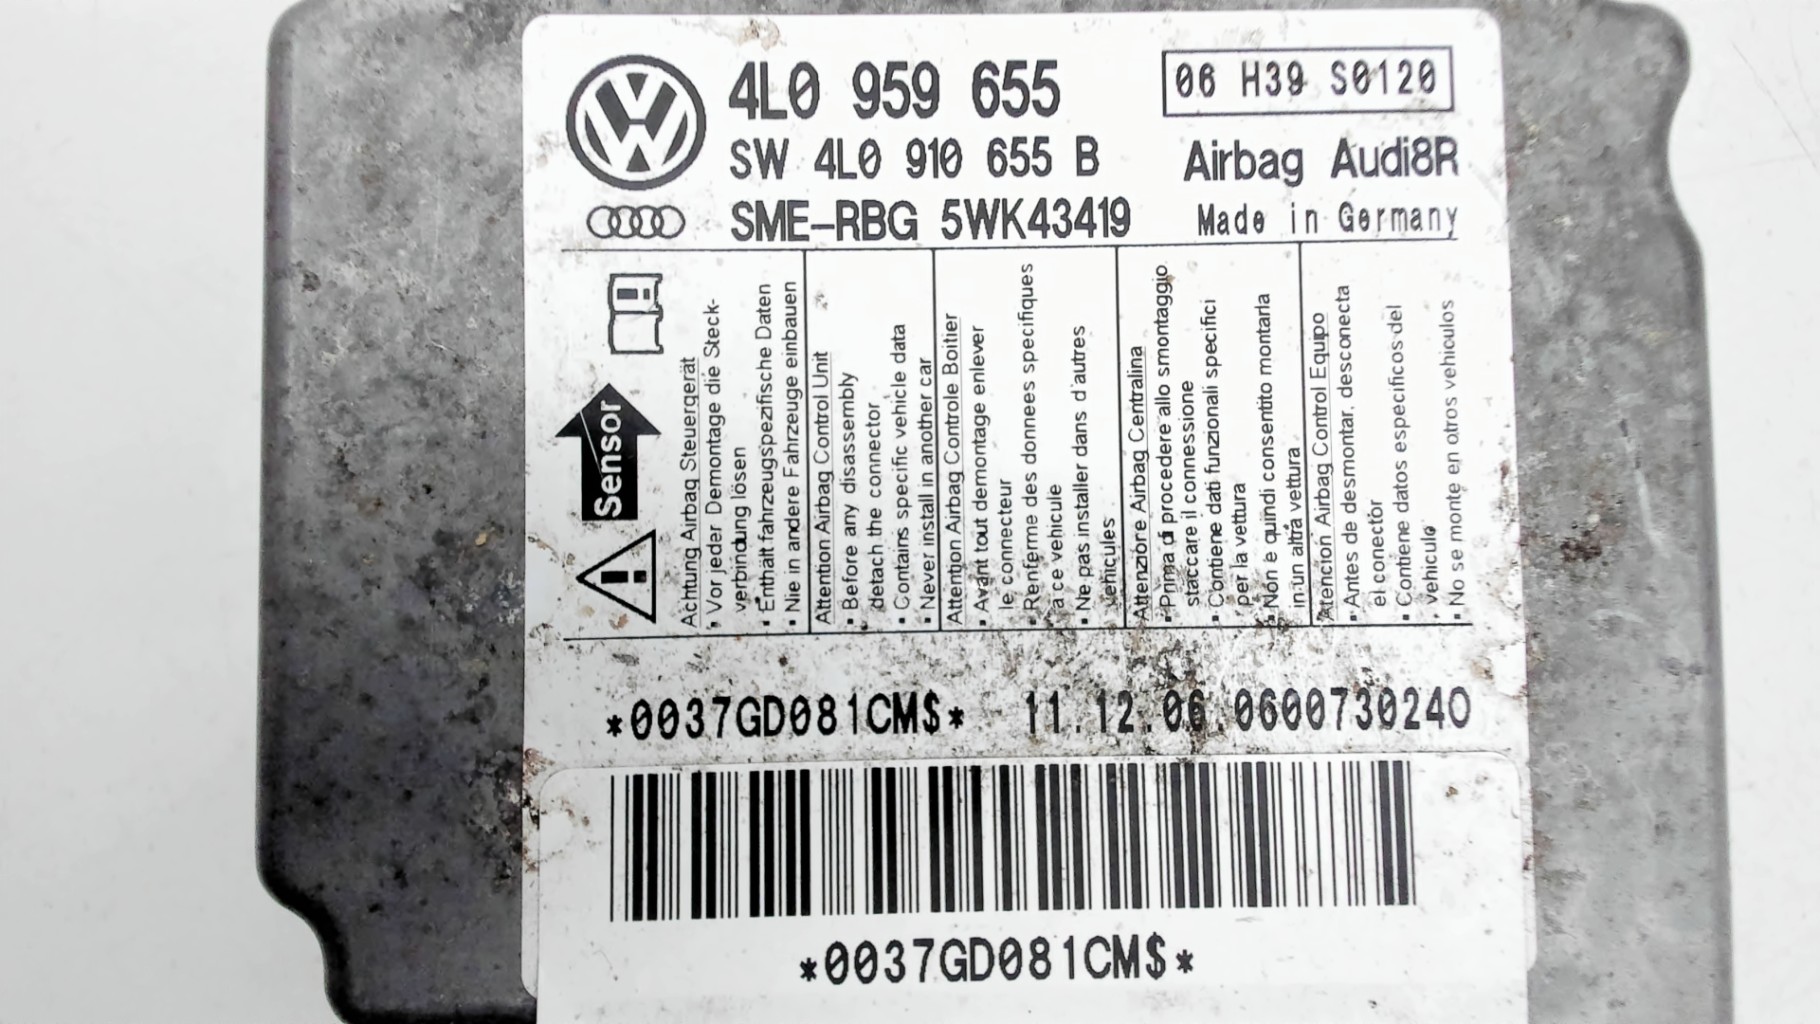 4L0 959 655
06 H39 S0120
SW 4L0 910 655 B
Airbag Audi8R
SME-RBG 5WK43419
Made in Germany
Sensor
Achtung Airbag Steuergerät
• Vor jeder Demontage die Steck-
verbindung lösen
• Enthält fahrzeugspezifische Daten
• Nie in andere Fahrzeuge einbauen
Attention Airbag Control Unit
• Before any disassembly
detach the connector
• Contains specific vehicle data
• Never install in another car
Attention Airbag Controle Boitier
• Avant tout demontage enlever
le connecteur
• Renferme des donnees specifiques
a ce vehicule
• Ne pas installer dans d'autres
vehicules
Attenzione Airbag Centralina
• Prima di procedere allo smontaggio
staccare il connessione
• Contiene dati funzionali specifici
per la vettura
• Non e quindi consentito montarla
in un altra vettura
Atencion Airbag Control Equipo
• Antes de desmontar, desconecta
el conector
• Contiene datos especificos del
vehiculo
• No se monte en otros vehiculos
*0037GD081CM$* 11.12.06.0600730240
*0037GD081CM$*